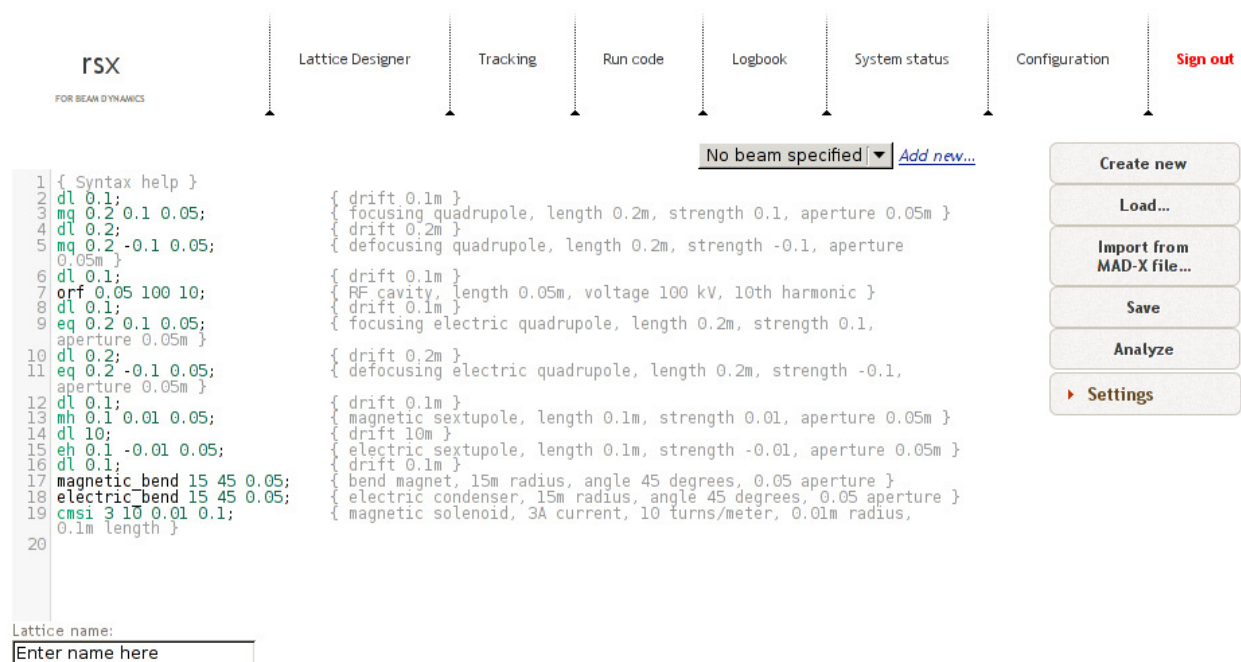 rsx
FOR BEAM DYNAMICS
Lattice Designer
Tracking
Run code
Logbook
System status
Configuration
Sign out
No beam specified
Add new...
1 { Syntax help }
2 dl 0.1; { drift 0.1m }
3 mq 0.2 0.1 0.05; { focusing quadrupole, length 0.2m, strength 0.1, aperture 0.05m }
4 dl 0.2; { drift 0.2m }
5 mq 0.2 -0.1 0.05; { defocusing quadrupole, length 0.2m, strength -0.1, aperture
0.05m }
6 dl 0.1; { drift 0.1m }
7 orf 0.05 100 10; { RF cavity, length 0.05m, voltage 100 kV, 10th harmonic }
8 dl 0.1; { drift 0.1m }
9 eq 0.2 0.1 0.05; { focusing electric quadrupole, length 0.2m, strength 0.1,
aperture 0.05m }
10 dl 0.2; { drift 0.2m }
11 eq 0.2 -0.1 0.05; { defocusing electric quadrupole, length 0.2m, strength -0.1,
aperture 0.05m }
12 dl 0.1; { drift 0.1m }
13 mh 0.1 0.01 0.05; { magnetic sextupole, length 0.1m, strength 0.01, aperture 0.05m }
14 dl 10; { drift 10m }
15 eh 0.1 -0.01 0.05; { electric sextupole, length 0.1m, strength -0.01, aperture 0.05m }
16 dl 0.1; { drift 0.1m }
17 magnetic_bend 15 45 0.05; { bend magnet, 15m radius, angle 45 degrees, 0.05 aperture }
18 electric_bend 15 45 0.05; { electric condenser, 15m radius, angle 45 degrees, 0.05 aperture }
19 cmsi 3 10 0.01 0.1; { magnetic solenoid, 3A current, 10 turns/meter, 0.01m radius,
0.1m length }
20
Create new
Load...
Import from
MAD-X file...
Save
Analyze
Settings
Lattice name:
Enter name here